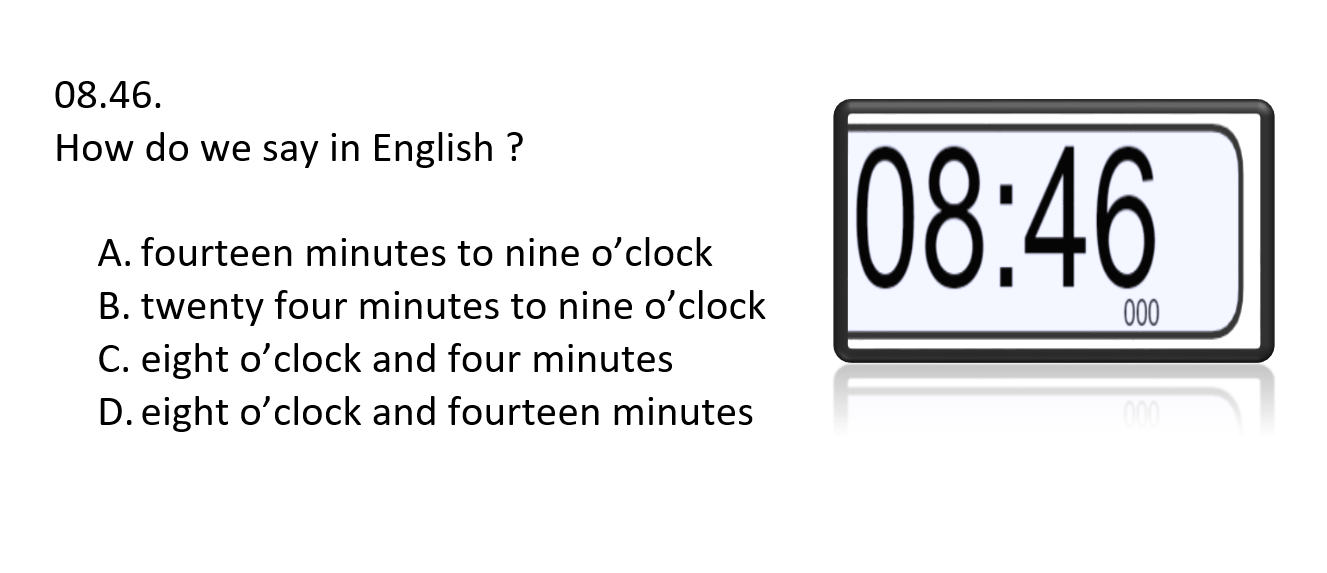 08.46.
How do we say in English ?
A. fourteen minutes to nine o’clock
B. twenty four minutes to nine o’clock
C. eight o’clock and four minutes
D. eight o’clock and fourteen minutes
08:46
000